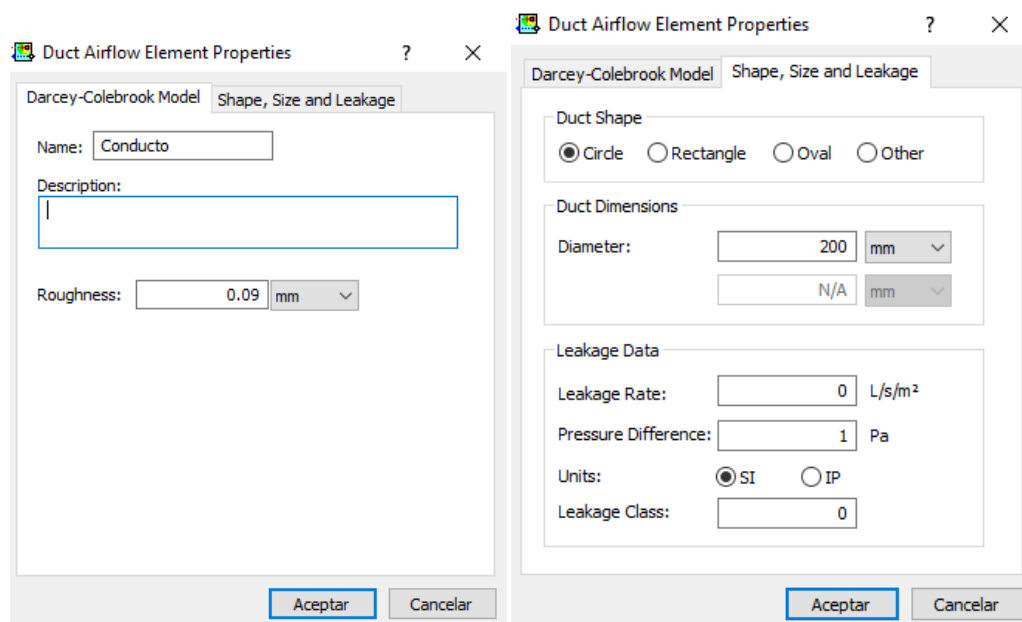 Duct Airflow Element Properties ? ×
Darcey-Colebrook Model Shape, Size and Leakage
Name: Conducto
Description:
Roughness: 0.09 mm
Aceptar Cancelar
Duct Airflow Element Properties ? ×
Darcey-Colebrook Model Shape, Size and Leakage
Duct Shape
Circle Rectangle Oval Other
Duct Dimensions
Diameter: 200 mm
N/A mm
Leakage Data
Leakage Rate: 0 L/s/m²
Pressure Difference: 1 Pa
Units: SI IP
Leakage Class: 0
Aceptar Cancelar